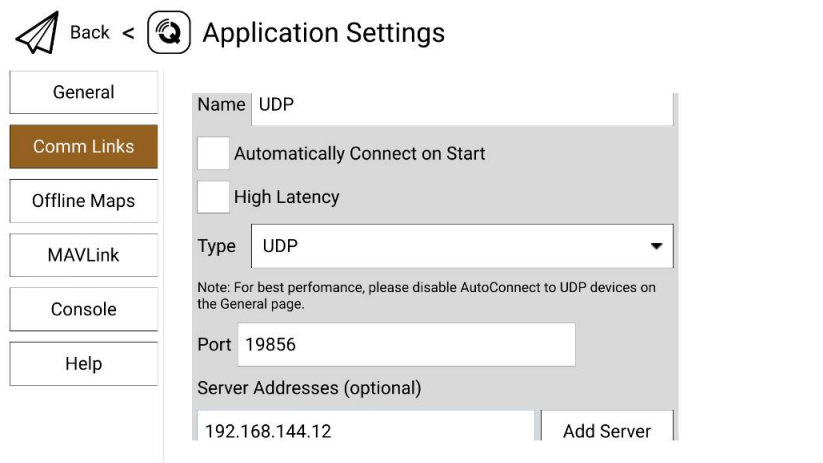 Back < Application Settings
General
Comm Links
Offline Maps
MAVLink
Console
Help
Name UDP
Automatically Connect on Start
High Latency
Type UDP
Note: For best perfomance, please disable AutoConnect to UDP devices on
the General page.
Port 19856
Server Addresses (optional)
192.168.144.12 Add Server